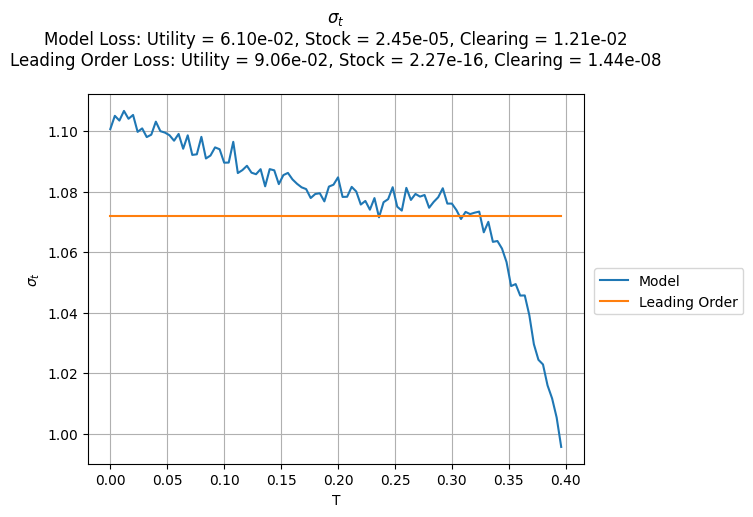 σt
Model Loss: Utility = 6.10e-02, Stock = 2.45e-05, Clearing = 1.21e-02
Leading Order Loss: Utility = 9.06e-02, Stock = 2.27e-16, Clearing = 1.44e-08
1.10
1.08
1.06
1.04
1.02
1.00
σt
0.00 0.05 0.10 0.15 0.20 0.25 0.30 0.35 0.40
T
Model
Leading Order